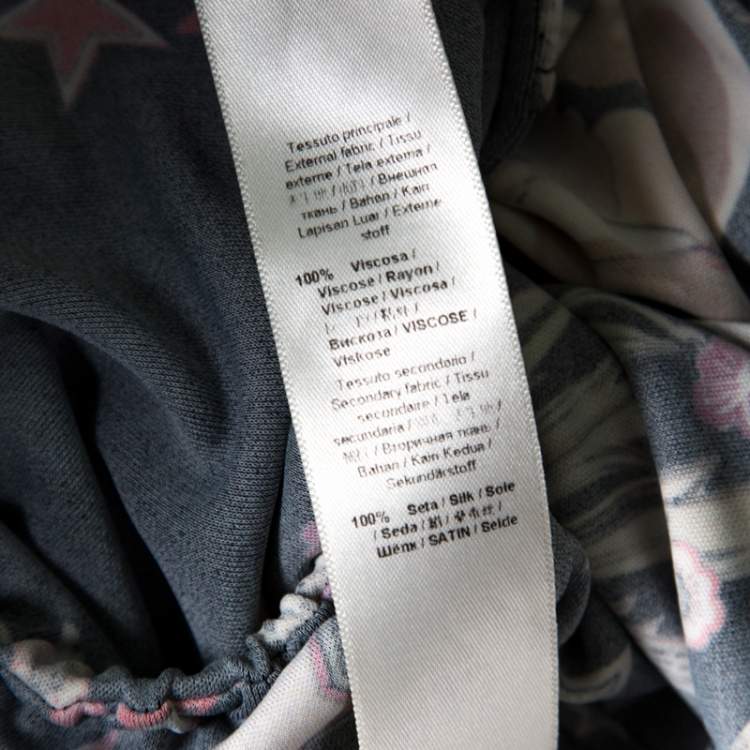 Tessuto principale /
External fabric / Tissu
externe / Tela externa /
Внешная
ткань / Bahan / Kain
Lapisan Luar / Externe
stoff
100% Viscosa /
Viscose / Rayon /
Viscose / Viscosa /
Вискоза / VISCOSE /
Viskose
Tessuto secondario /
Secondary fabric / Tissu
secondaire / Tela
secundaria /
/ Вторичная ткань /
Bahan / Kain Kedua /
Sekundärstoff
100% Seta / Silk / Soie
/ Seda /
Шёлк / SATIN / Seide